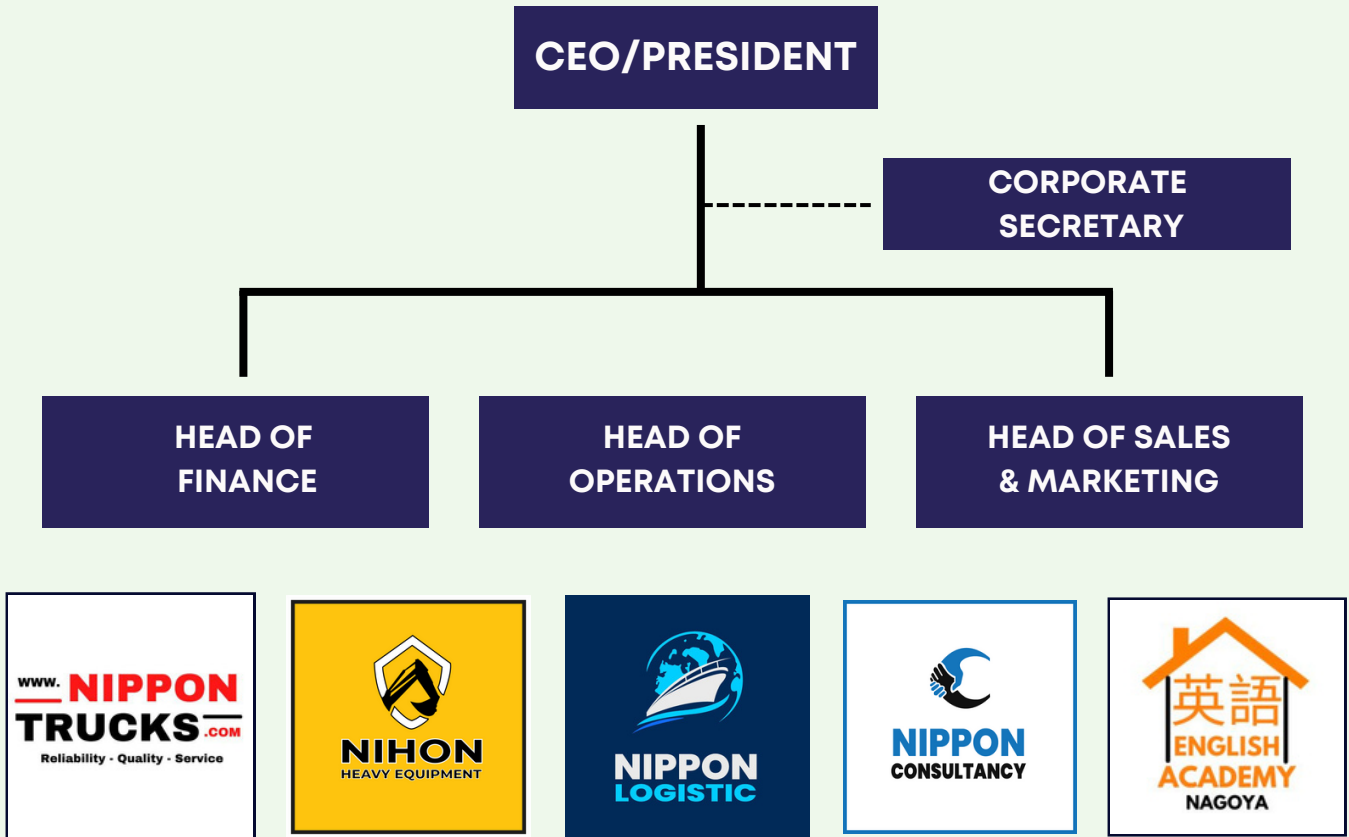 CEO/PRESIDENT
CORPORATE
SECRETARY
HEAD OF
FINANCE
HEAD OF
OPERATIONS
HEAD OF SALES
& MARKETING
www. NIPPON
TRUCKS .COM
Reliability - Quality - Service
NIHON
HEAVY EQUIPMENT
NIPPON
LOGISTIC
NIPPON
CONSULTANCY
英語
ENGLISH
ACADEMY
NAGOYA